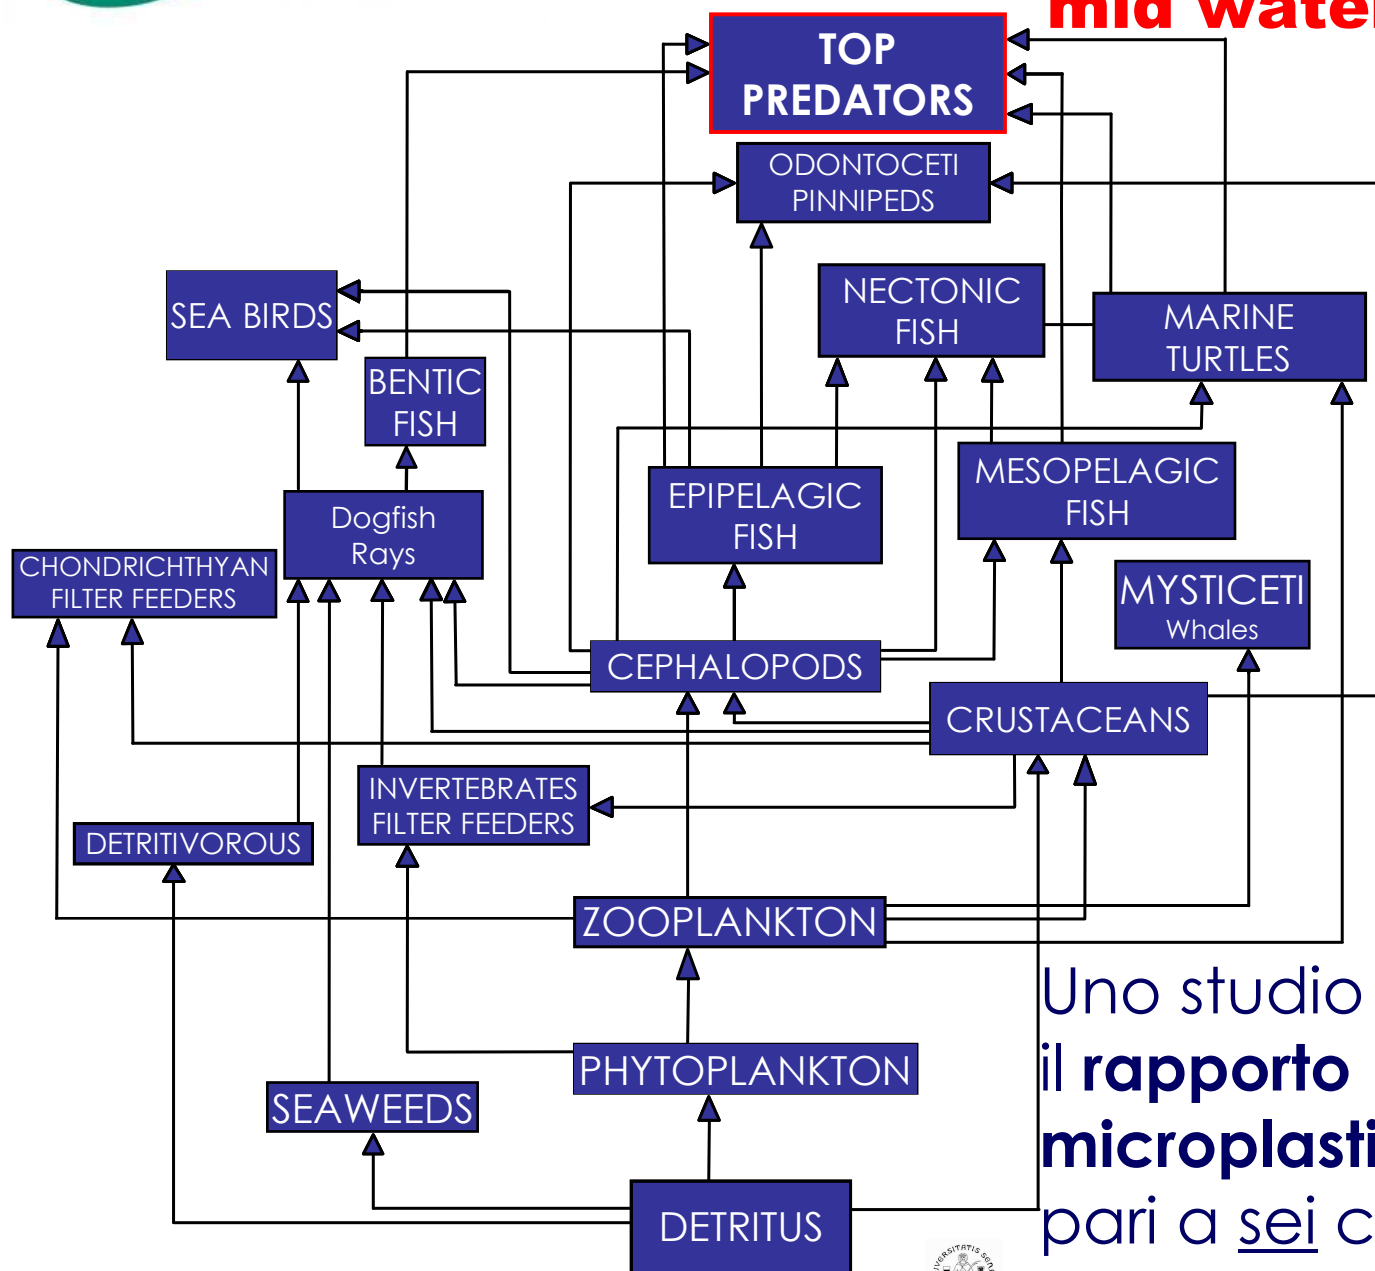 mid water
TOP
PREDATORS
ODONTOCETI
PINNIPEDS
SEA BIRDS
NECTONIC
FISH
MARINE
TURTLES
BENTIC
FISH
MESOPELAGIC
FISH
EPIPELAGIC
FISH
Dogfish
Rays
CHONDRICHTHYAN
FILTER FEEDERS
MYSTICETI
Whales
CEPHALOPODS
CRUSTACEANS
INVERTEBRATES
FILTER FEEDERS
DETRITIVOROUS
ZOOPLANKTON
Uno studio
il rapporto
PHYTOPLANKTON
SEAWEEDS
microplasti
pari a sei c
DETRITUS